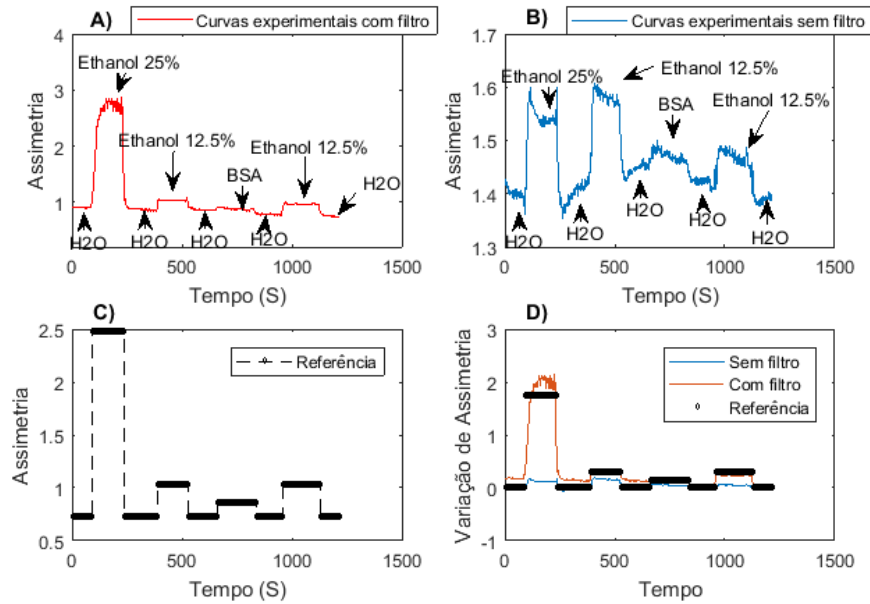 A)
Curvas experimentais com filtro
Assimetria
4
3
2
1
Ethanol 25%
Ethanol 12.5%
BSA
Ethanol 12.5%
H2O
H2O
H2O
H2O
H2O
0
500
1000
1500
Tempo (S)
B)
Curvas experimentais sem filtro
Assimetria
1.7
1.6
1.5
1.4
1.3
Ethanol 25%
Ethanol 12.5%
BSA
Ethanol 12.5%
H2O
H2O
H2O
H2O
H2O
0
500
1000
1500
Tempo (S)
C)
Referência
Assimetria
2.5
2
1.5
1
0.5
0
500
1000
1500
Tempo (S)
D)
Sem filtro
Com filtro
Referência
Variação de Assimetria
3
2
1
0
-1
0
500
1000
1500
Tempo